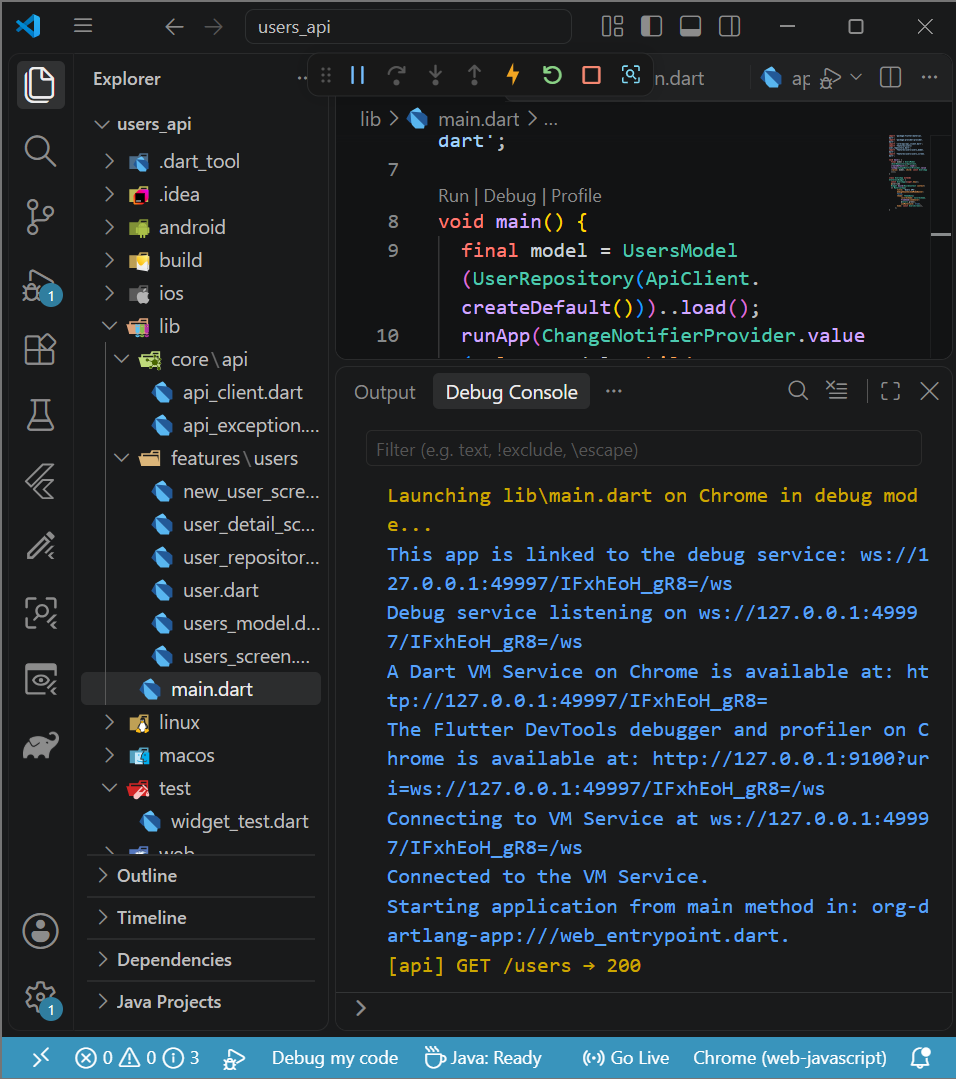 users_api
Explorer
n.dart
ap
users_api
.dart_tool
.idea
android
build
ios
lib
core\api
api_client.dart
api_exception....
features\users
new_user_scre...
user_detail_sc...
user_repositor...
user.dart
users_model.d...
users_screen....
main.dart
linux
macos
test
widget_test.dart
web
Outline
Timeline
Dependencies
Java Projects
1
1
lib > main.dart > ...
dart';
7
Run | Debug | Profile
8 void main() {
9 final model = UsersModel
(UserRepository(ApiClient.
createDefault()))..load();
10 runApp(ChangeNotifierProvider.value
Output
Debug Console
Filter (e.g. text, !exclude, \escape)
Launching lib\main.dart on Chrome in debug mod
e...
This app is linked to the debug service: ws://1
27.0.0.1:49997/IFxhEoH_gR8=/ws
Debug service listening on ws://127.0.0.1:4999
7/IFxhEoH_gR8=/ws
A Dart VM Service on Chrome is available at: ht
tp://127.0.0.1:49997/IFxhEoH_gR8=
The Flutter DevTools debugger and profiler on C
hrome is available at: http://127.0.0.1:9100?ur
i=ws://127.0.0.1:49997/IFxhEoH_gR8=/ws
Connecting to VM Service at ws://127.0.0.1:4999
7/IFxhEoH_gR8=/ws
Connected to the VM Service.
Starting application from main method in: org-d
artlang-app:///web_entrypoint.dart.
[api] GET /users → 200
0 0 3 Debug my code Java: Ready Go Live Chrome (web-javascript)